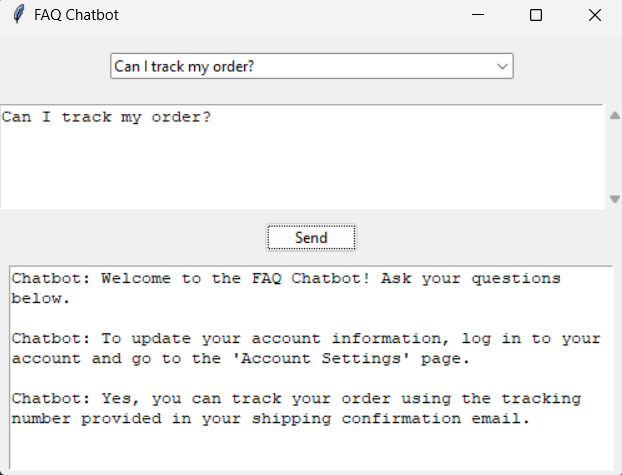 FAQ Chatbot
Can I track my order?
Can I track my order?
Send
Chatbot: Welcome to the FAQ Chatbot! Ask your questions
below.
Chatbot: To update your account information, log in to your
account and go to the 'Account Settings' page.
Chatbot: Yes, you can track your order using the tracking
number provided in your shipping confirmation email.